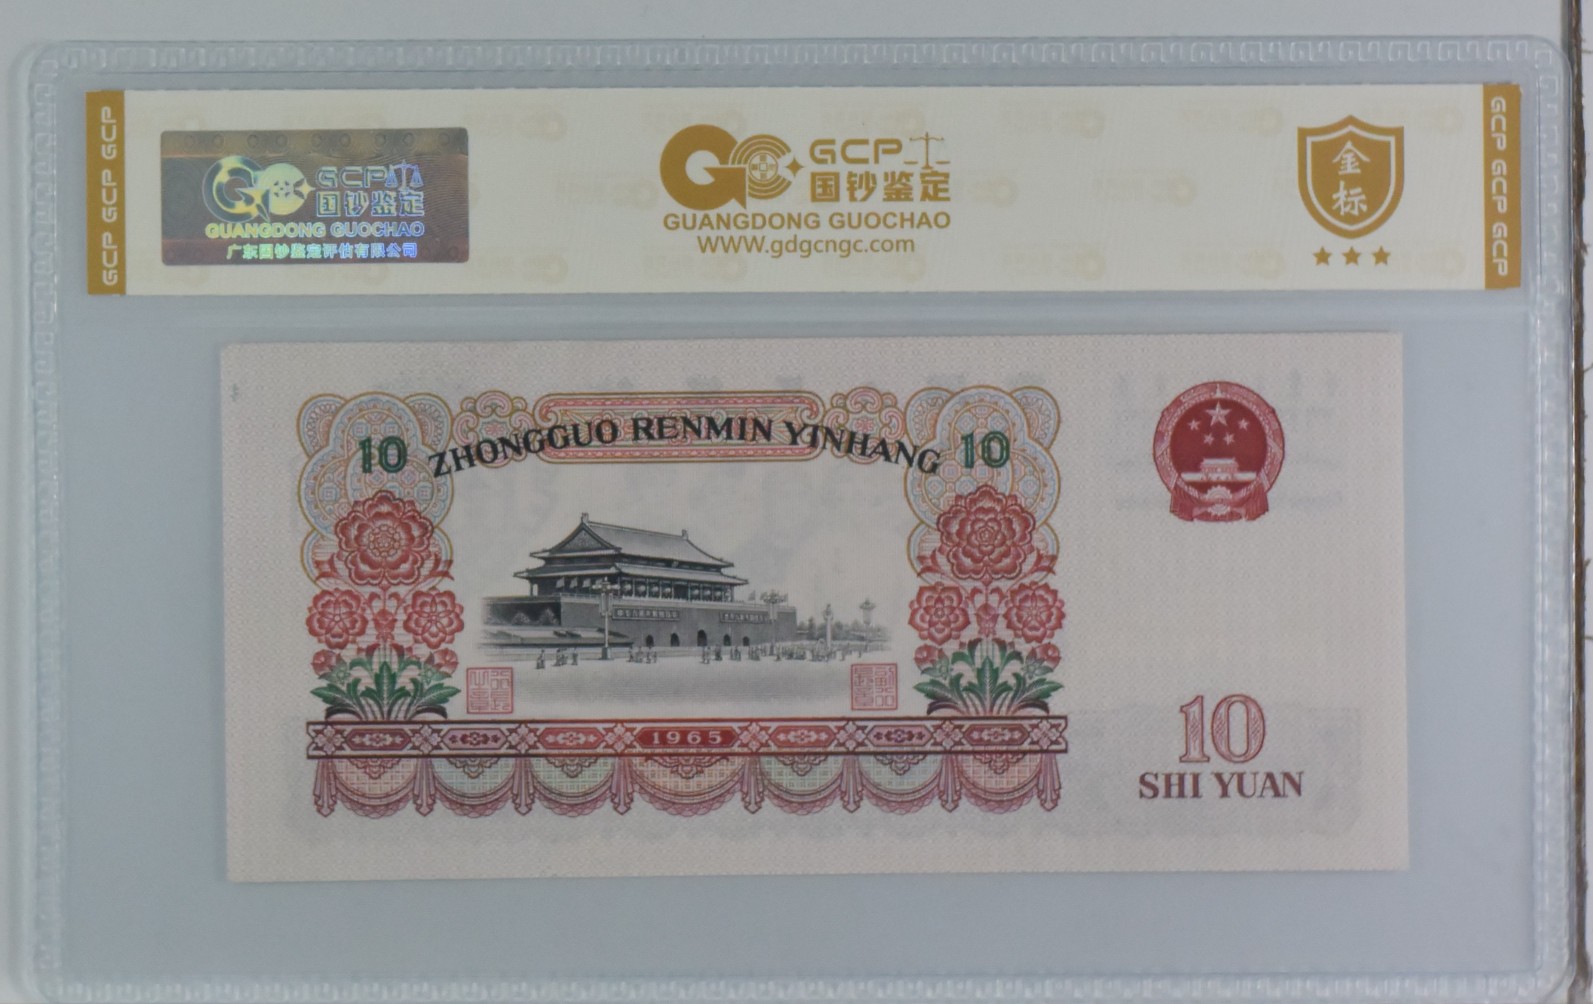 GCP GCP GCP
GCP
国钞鉴定
GUANGDONG GUOCHAO
广东国钞鉴定评估有限公司
GCP
国钞鉴定
GUANGDONG GUOCHAO
WWW.gdgcngc.com
金标
GCP GCP GCP
10 ZHONGGUO RENMIN YINHANG 10
1965
10
SHI YUAN